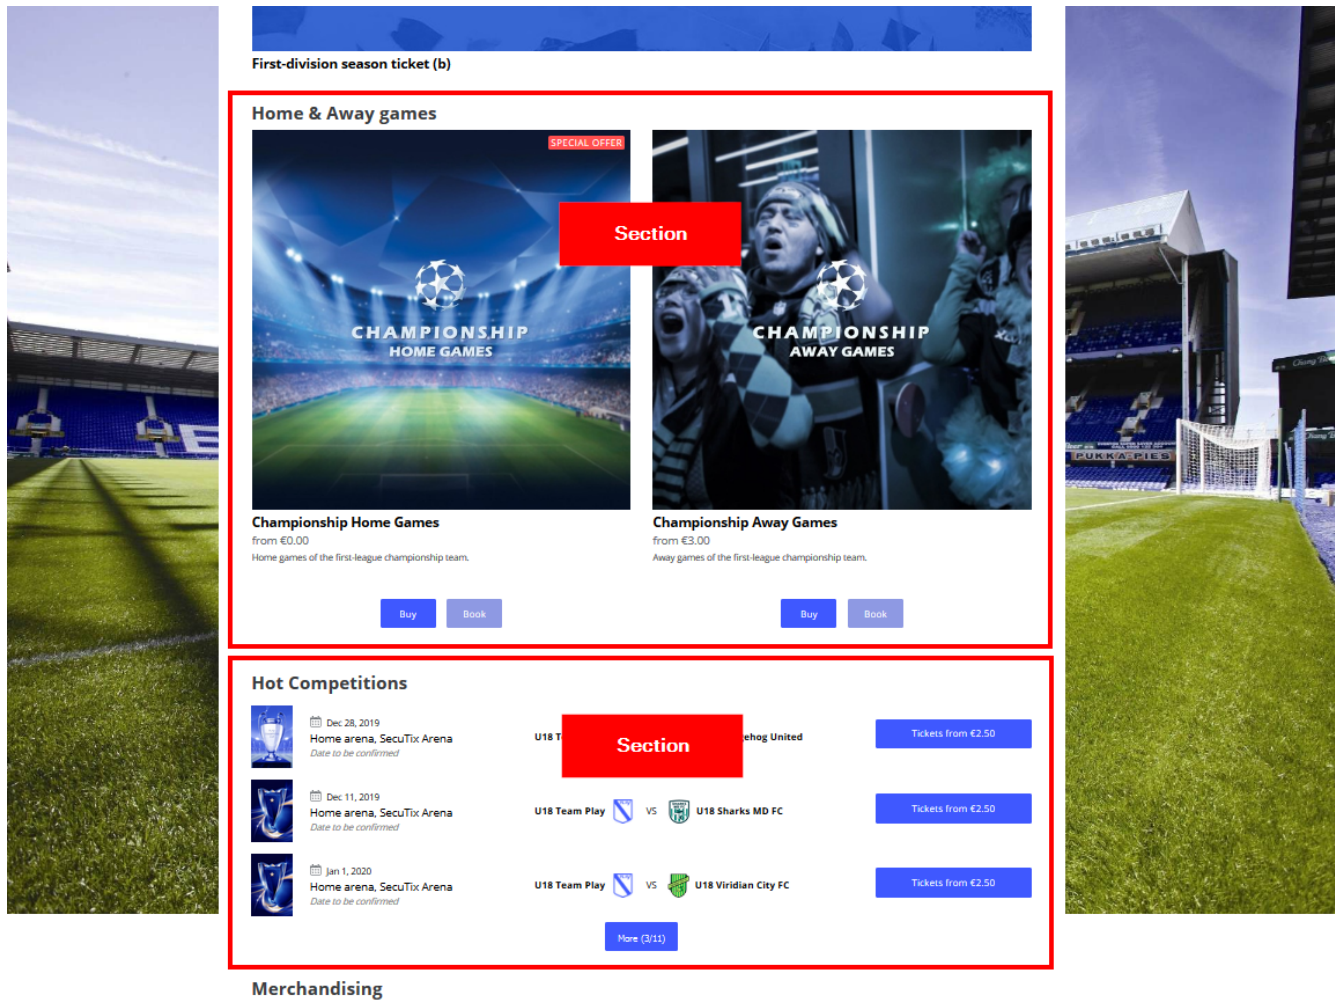 First-division season ticket (b)
Home & Away games
SPECIAL OFFER
Section
CHAMPIONSHIP
HOME GAMES
CHAMPIONSHIP
AWAY GAMES
PUKKA-PIES
Championship Home Games
from €0.00
Home games of the first-league championship team.
Buy
Book
Championship Away Games
from €3.00
Away games of the first-league championship team.
Buy
Book
Hot Competitions
Dec 28, 2019
Home arena, SecuTix Arena
Date to be confirmed
U18
Section
United
Tickets from €2.50
Dec 11, 2019
Home arena, SecuTix Arena
Date to be confirmed
U18 Team Play
VS
U18 Sharks MD FC
Tickets from €2.50
Jan 1, 2020
Home arena, SecuTix Arena
Date to be confirmed
U18 Team Play
VS
U18 Viridian City FC
Tickets from €2.50
More (3/11)
Merchandising